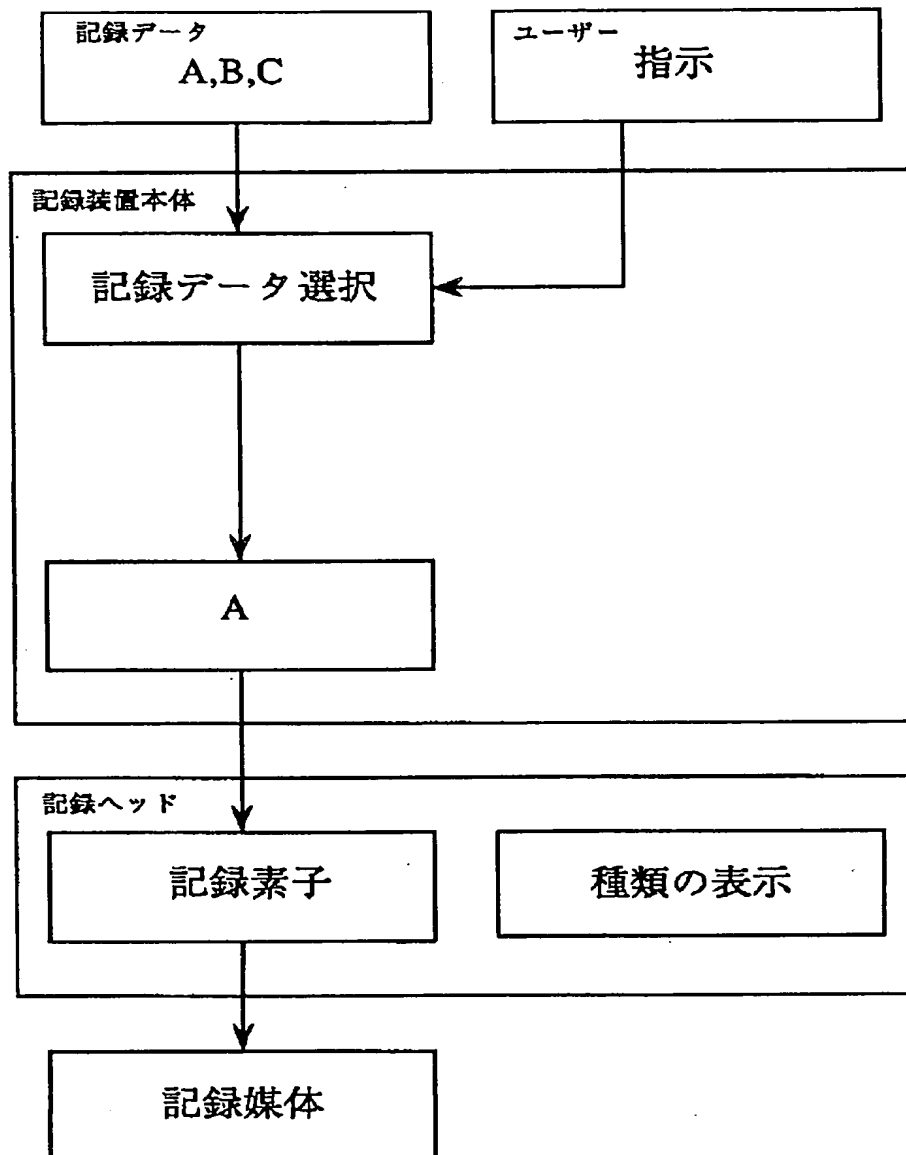 記録データ
A,B,C
ユーザー
指示
記録装置本体
記録データ選択
A
記録ヘッド
記録素子
種類の表示
記録媒体